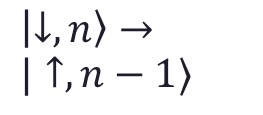 |↓, n⟩ →
| ↑, n − 1⟩